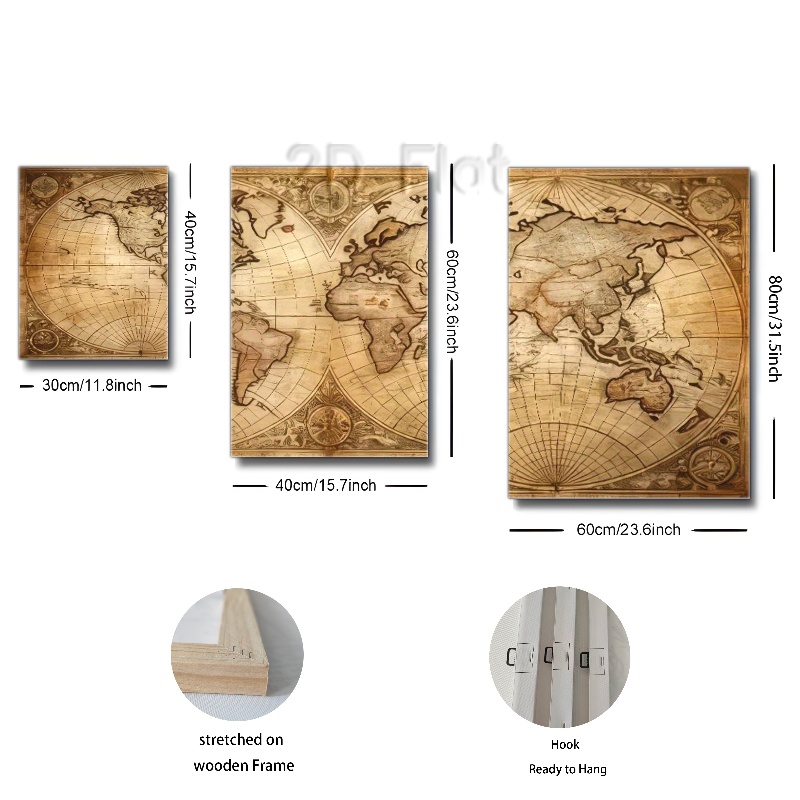 2D Flat
40cm/15.7inch
60cm/23.6inch
80cm/31.5inch
30cm/11.8inch
40cm/15.7inch
60cm/23.6inch
stretched on
wooden Frame
Hook
Ready to Hang